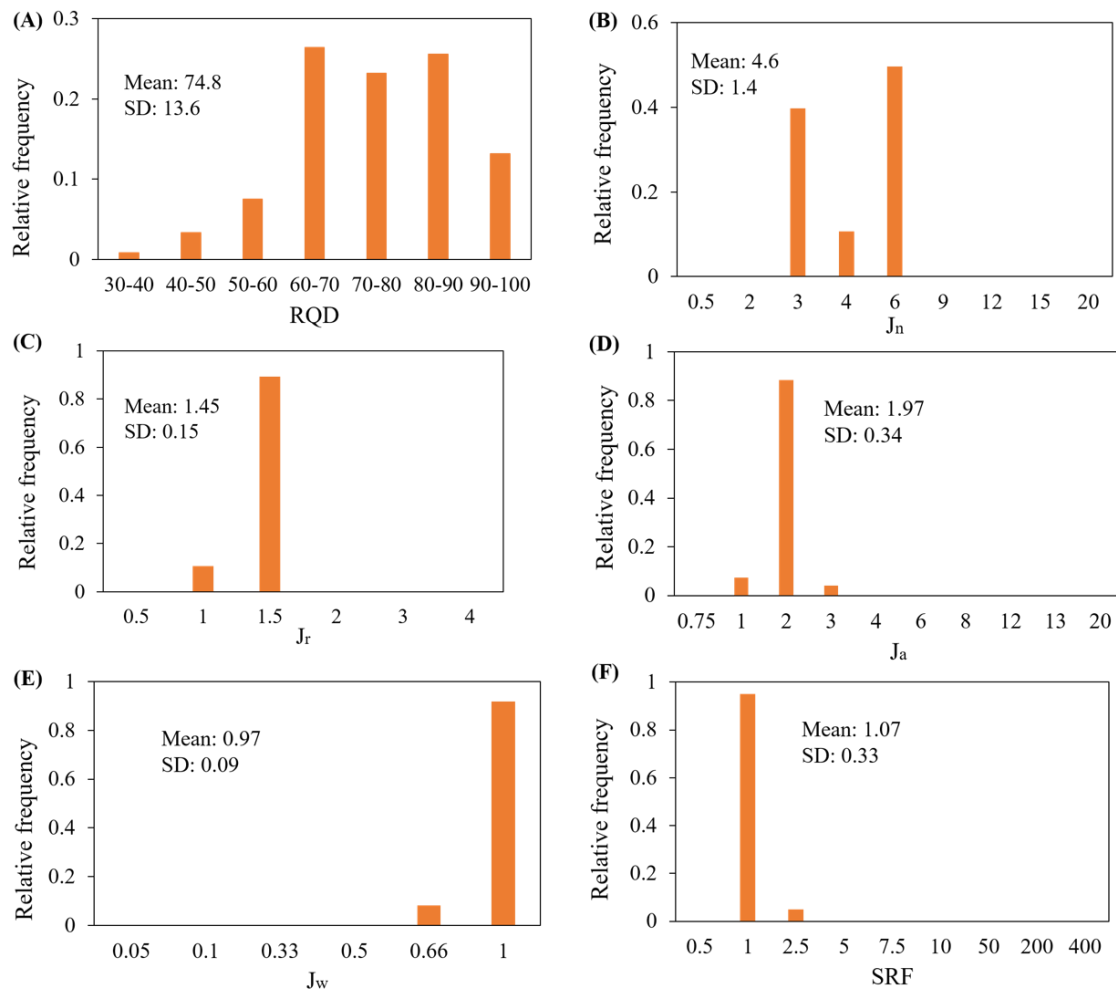 (A)
0.3
0.2
0.1
0
Relative frequency
Mean: 74.8
SD: 13.6
30-40 40-50 50-60 60-70 70-80 80-90 90-100
RQD
(B)
0.6
0.4
0.2
0
Relative frequency
Mean: 4.6
SD: 1.4
0.5 2 3 4 6 9 12 15 20
Jn
(C)
1
0.8
0.6
0.4
0.2
0
Relative frequency
Mean: 1.45
SD: 0.15
0.5 1 1.5 2 3 4
Jr
(D)
1
0.8
0.6
0.4
0.2
0
Relative frequency
Mean: 1.97
SD: 0.34
0.75 1 2 3 4 6 8 12 13 20
Ja
(E)
1
0.8
0.6
0.4
0.2
0
Relative frequency
Mean: 0.97
SD: 0.09
0.05 0.1 0.33 0.5 0.66 1
Jw
(F)
1
0.8
0.6
0.4
0.2
0
Relative frequency
Mean: 1.07
SD: 0.33
0.5 1 2.5 5 7.5 10 50 200 400
SRF